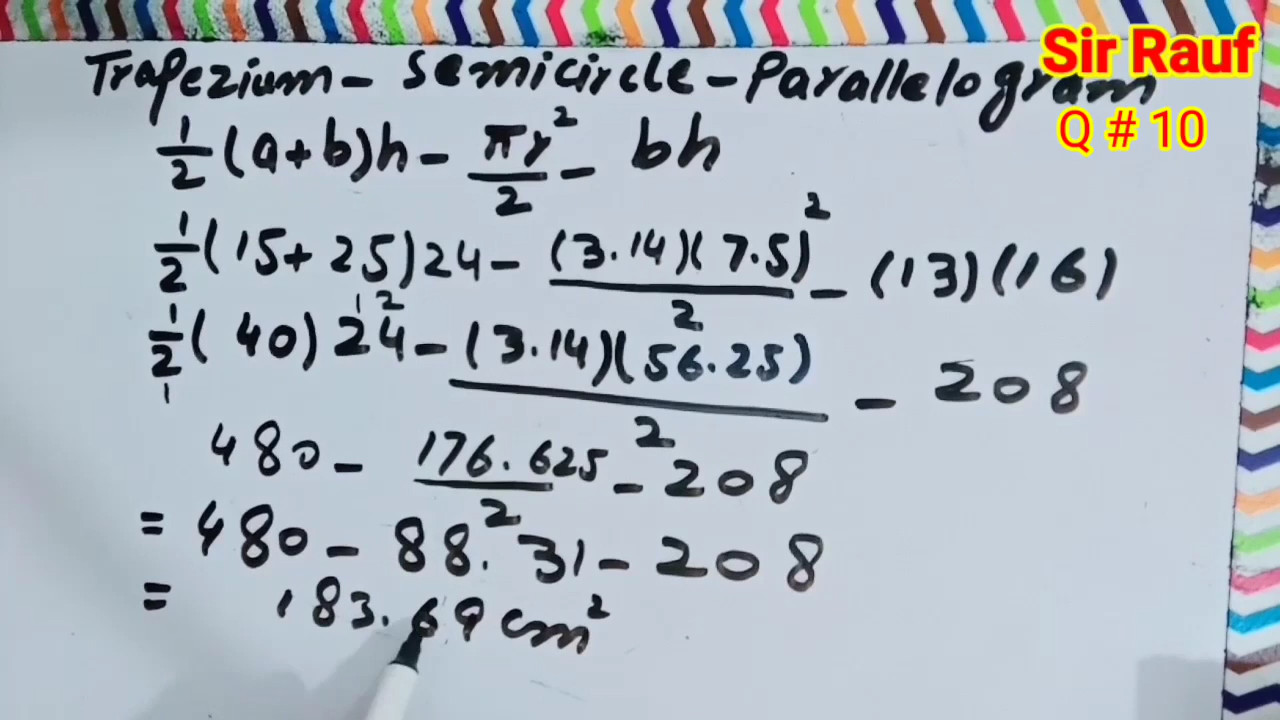 Sir Rauf
Q # 10
Trapezium - Semicircle - Parallelogram
1/2 (a+b)h - πr²/2 - bh
1/2 (15+25)24 - (3.14)(7.5)²/2 - (13)(16)
1/2 (40) 24 - (3.14)(56.25)/2 - 208
480 - 176.625/2 - 208
= 480 - 88.31 - 208
= 183.69 cm²